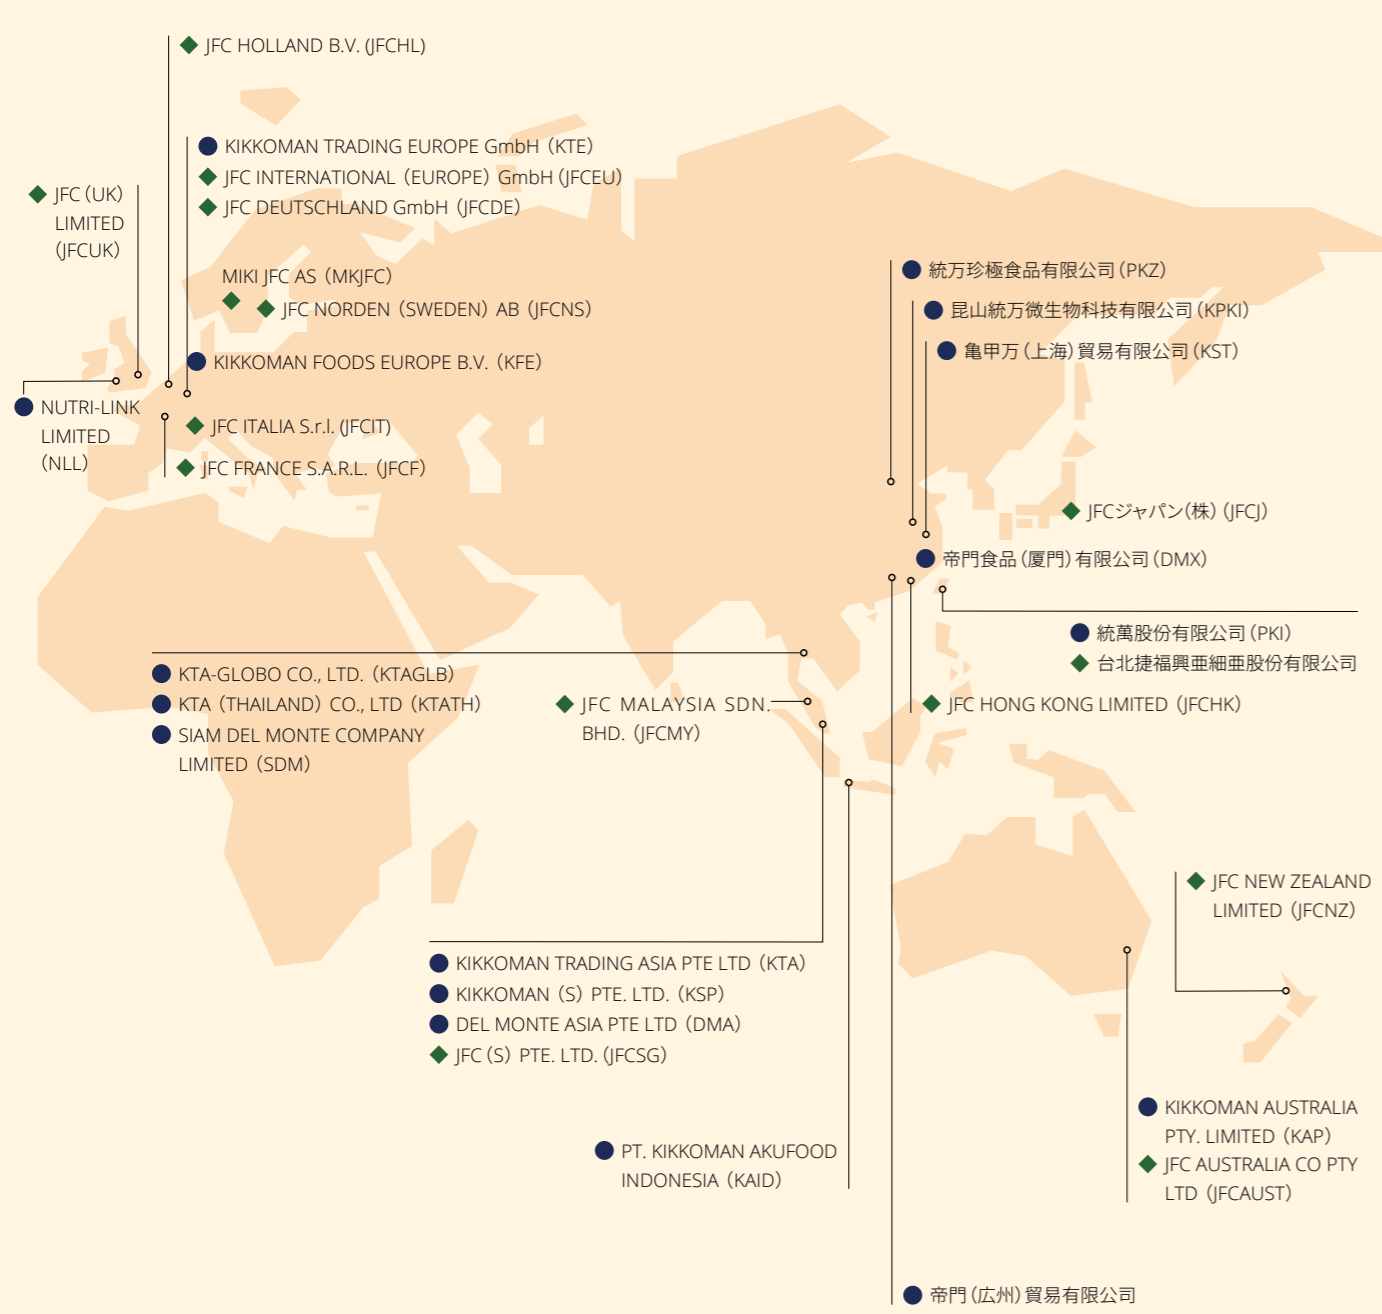 JFC HOLLAND B.V. (JFCHL)
KIKKOMAN TRADING EUROPE GmbH（KTE）
JFC INTERNATIONAL（EUROPE）GmbH（JFCEU）
JFC DEUTSCHLAND GmbH（JFCDE）
JFC（UK）
LIMITED
（JFCUK）
MIKI JFC AS（MKJFC）
JFC NORDEN（SWEDEN）AB（JFCNS）
KIKKOMAN FOODS EUROPE B.V.（KFE）
NUTRI-LINK
LIMITED
（NLL）
JFC ITALIA S.r.l. (JFCIT)
JFC FRANCE S.A.R.L.（JFCF）
統万珍極食品有限公司（PKZ）
昆山統万微生物科技有限公司（KPKI）
亀甲万（上海）貿易有限公司（KST）
JFCジャパン（株）（JFCJ）
帝門食品（厦門）有限公司（DMX）
統萬股份有限公司（PKI）
台北捷福興亜細亜股份有限公司
KTA-GLOBO CO., LTD.（KTAGLB）
KTA（THAILAND）CO., LTD（KTATH）
SIAM DEL MONTE COMPANY
LIMITED（SDM）
JFC MALAYSIA SDN.
BHD.（JFCMY）
JFC HONG KONG LIMITED（JFCHK）
KIKKOMAN TRADING ASIA PTE LTD（KTA）
KIKKOMAN（S）PTE. LTD.（KSP）
DEL MONTE ASIA PTE LTD（DMA）
JFC（S）PTE. LTD.（JFCSG）
JFC NEW ZEALAND
LIMITED（JFCNZ）
KIKKOMAN AUSTRALIA
PTY. LIMITED（KAP）
JFC AUSTRALIA CO PTY
LTD（JFCAUST）
PT. KIKKOMAN AKUFOOD
INDONESIA（KAID）
帝門（広州）貿易有限公司